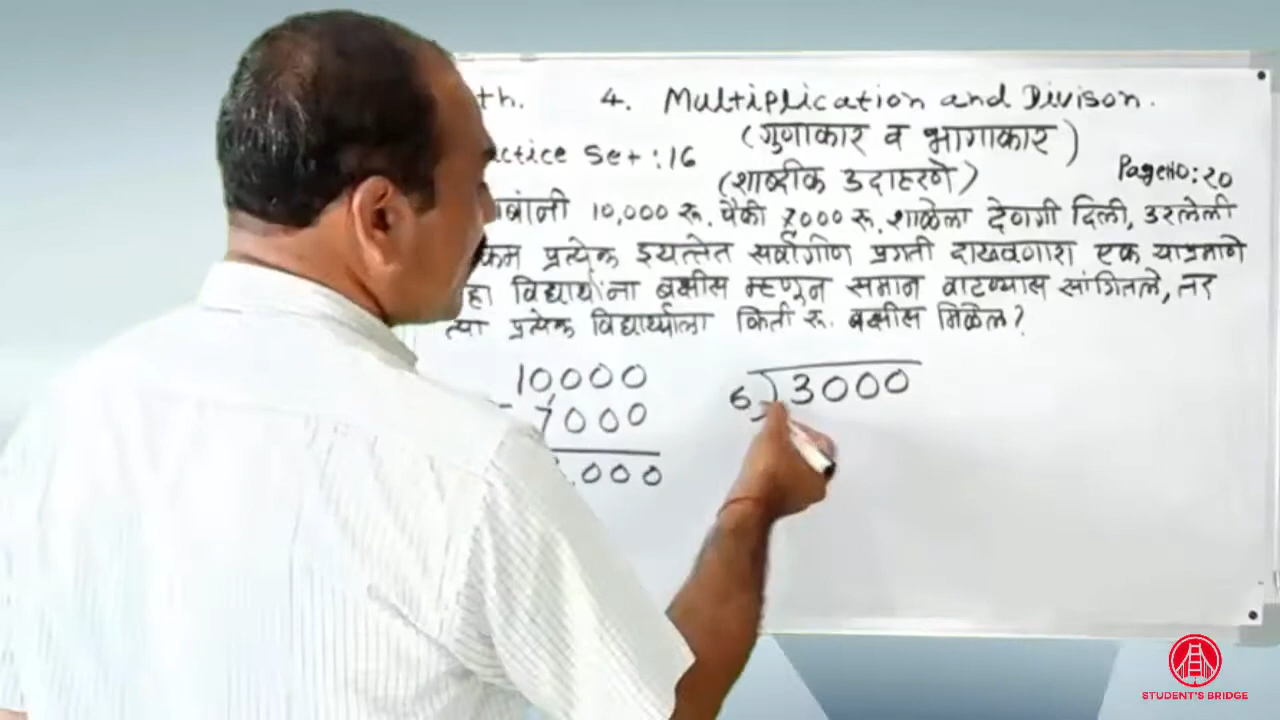 th. 4. Multiplication and Divison.
(गुणाकार व भागाकार)
actice Set: 16
(शाब्दीक उदाहरणे) Page No: 20
बांनी 10,000 रू. पैकी 7000 रू. शाळेला देणगी दिली, उरलेली
प्रत्येक इयत्तेत सर्वांगीण प्रगती दाखवणारा एक याप्रमाणे
हा विद्यार्थ्यांना बक्षीस म्हणून समान वाटण्यास सांगितले, तर
त्या प्रत्येक विद्यार्थ्याला किती रू. बक्षीस मिळेल?
10000
- 7000
,000
6)3000
STUDENT'S BRIDGE